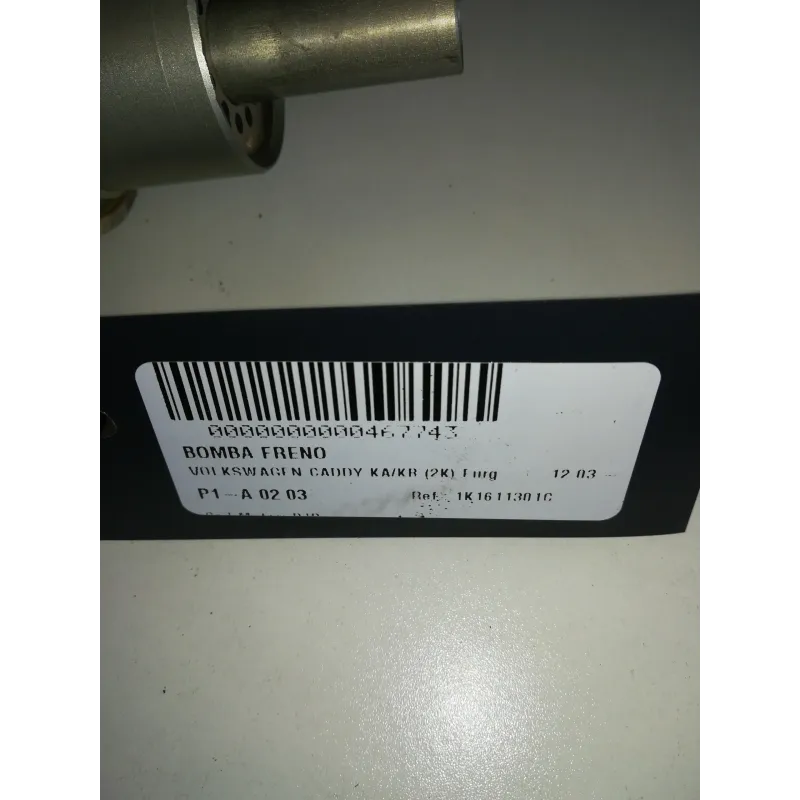 0000000000467743
BOMBA FRENO
VOLKSWAGEN CADDY KA/KB (2K) Furg 12.03 -
P1 - A 02 03 Ref: 1K1611301C